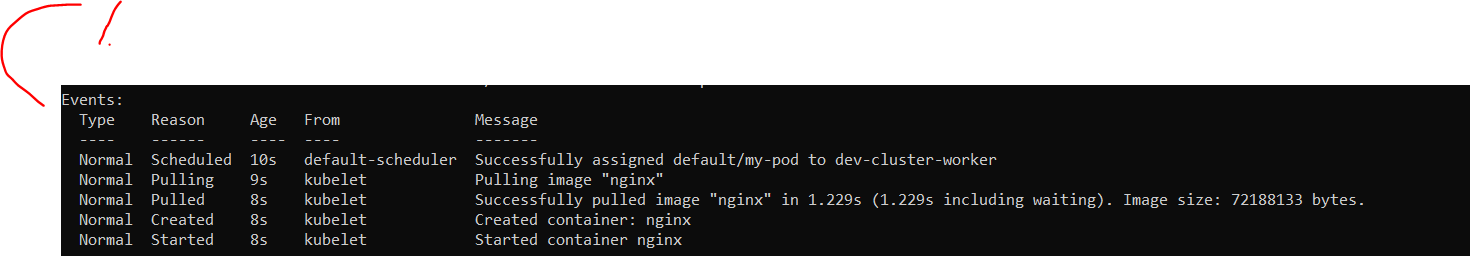 !
Events:
  Type    Reason     Age   From               Message
  ----    ------     ----  ----               -------
  Normal  Scheduled  10s   default-scheduler  Successfully assigned default/my-pod to dev-cluster-worker
  Normal  Pulling    9s    kubelet            Pulling image "nginx"
  Normal  Pulled     8s    kubelet            Successfully pulled image "nginx" in 1.229s (1.229s including waiting). Image size: 72188133 bytes.
  Normal  Created    8s    kubelet            Created container: nginx
  Normal  Started    8s    kubelet            Started container nginx